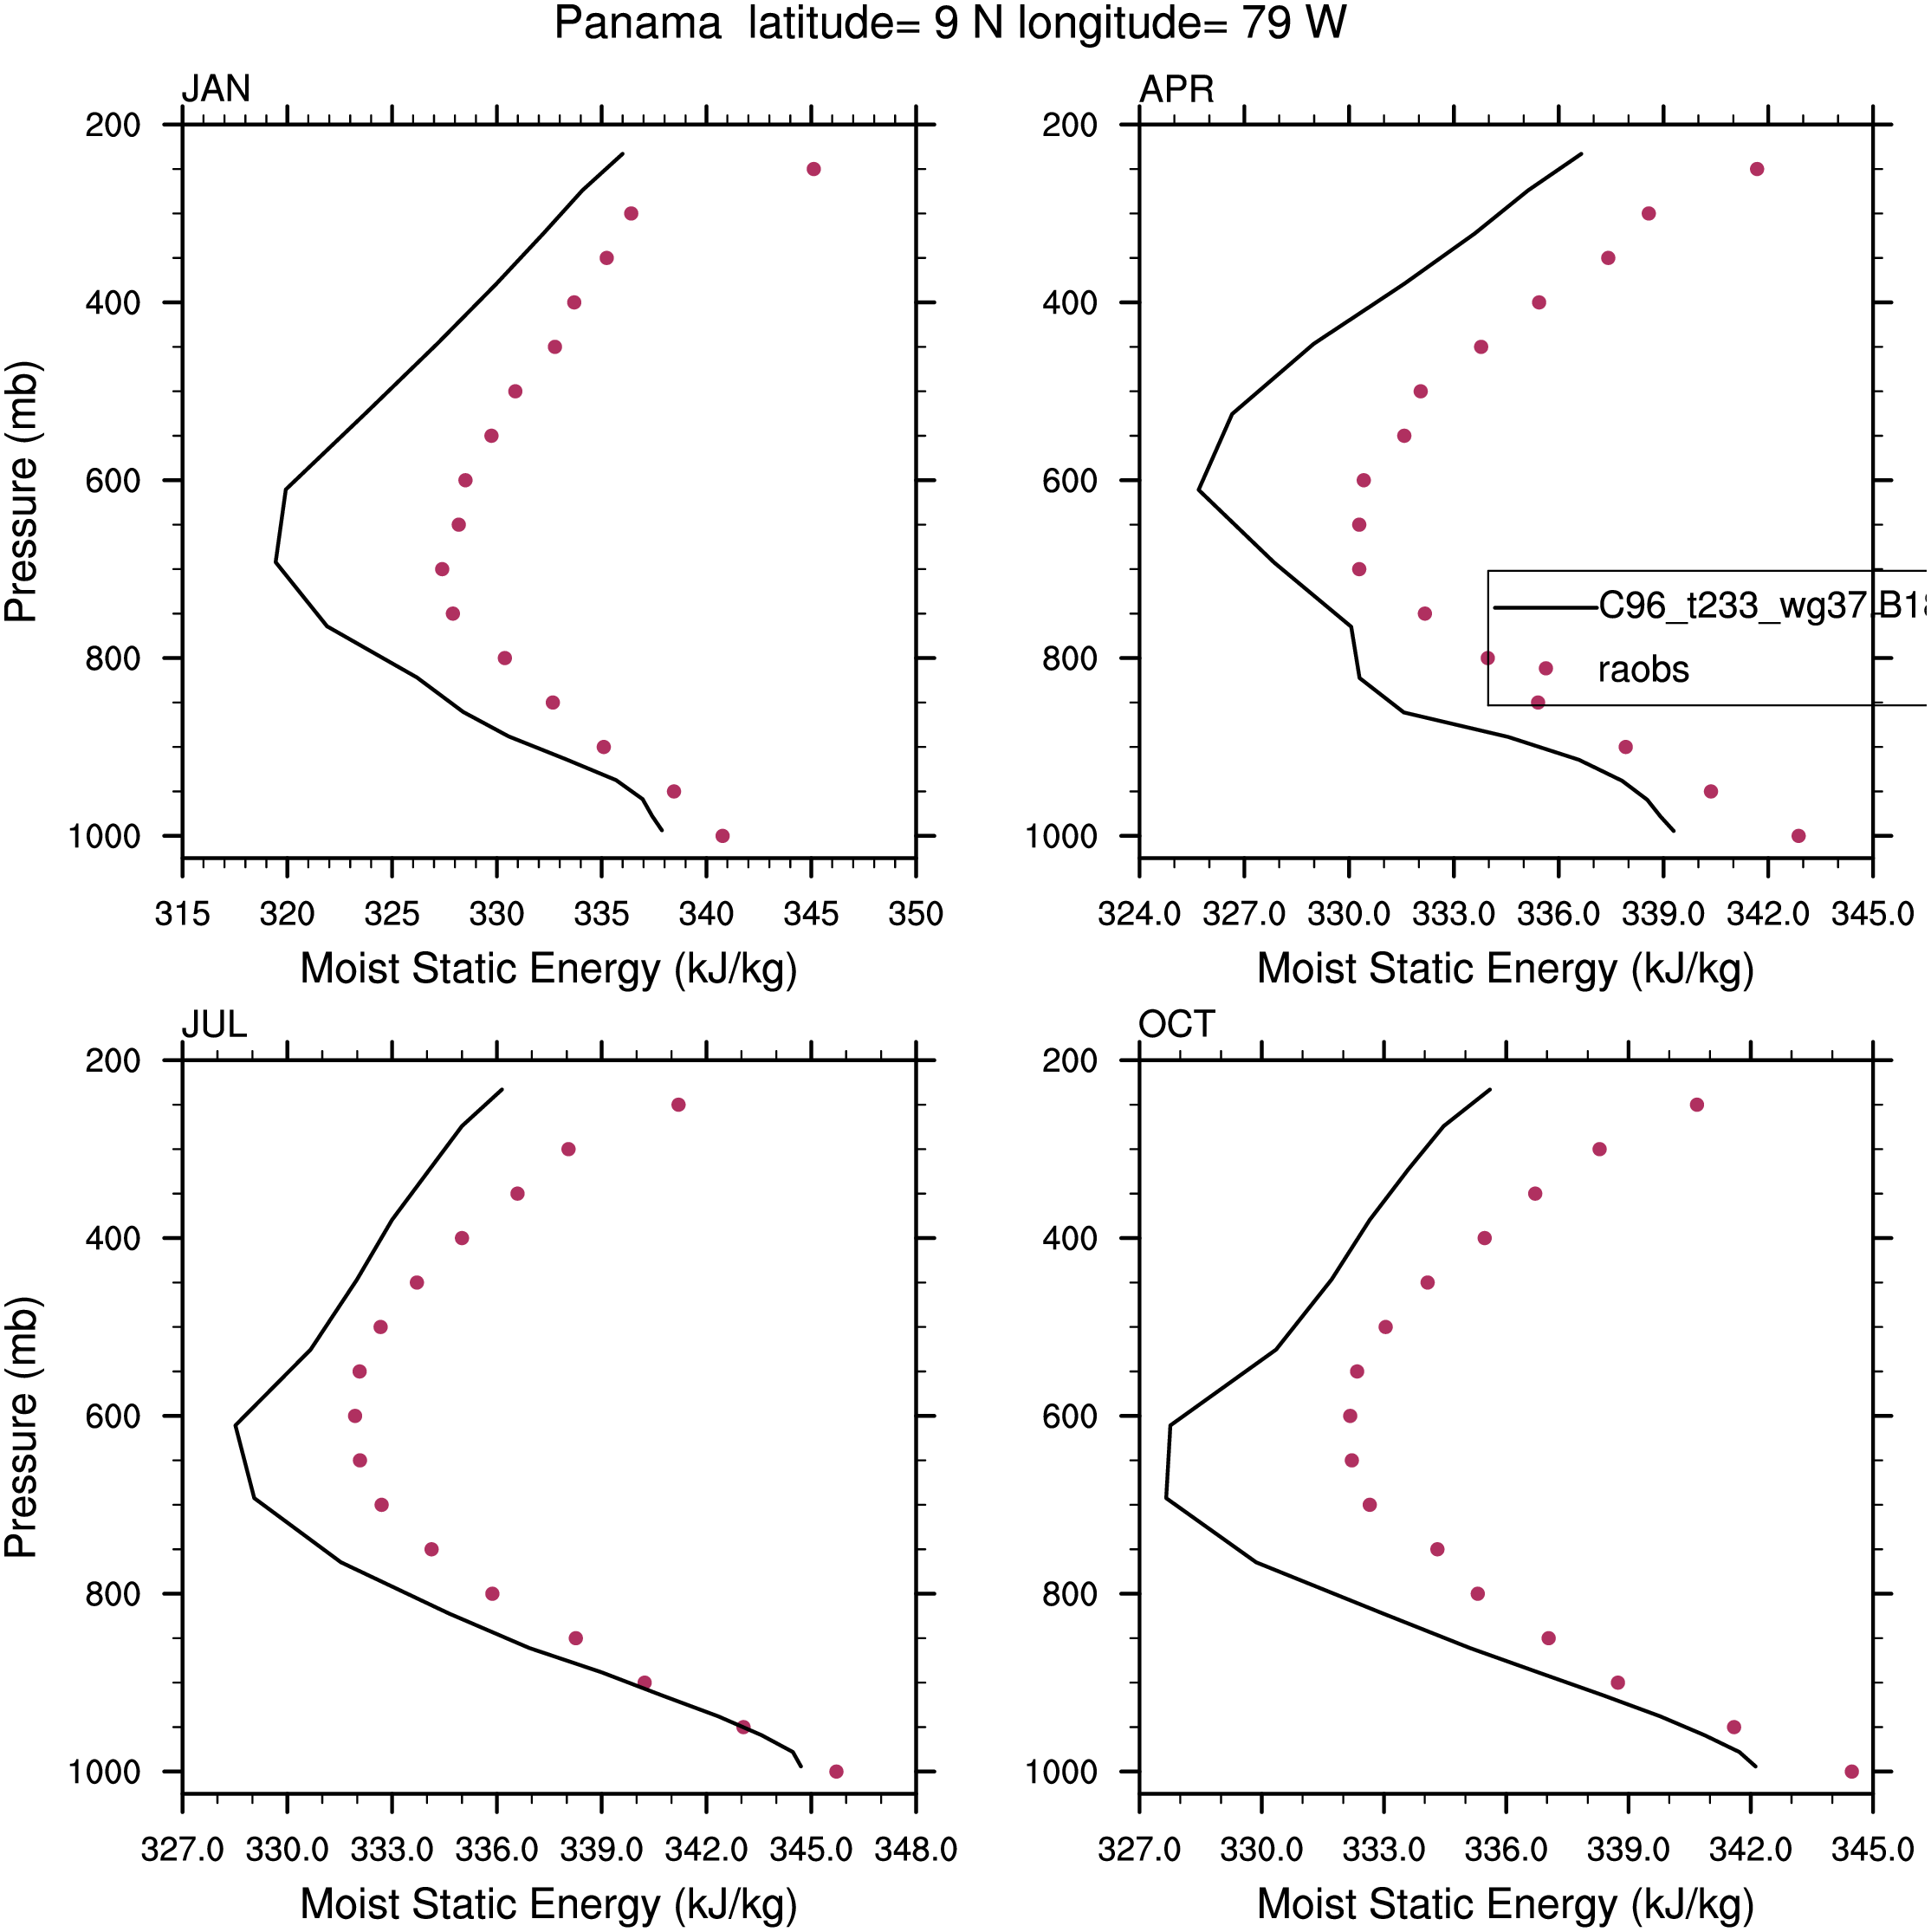 Panama latitude= 9 N longitude= 79 W
JAN
200
400
600
800
1000
Pressure (mb)
315 320 325 330 335 340 345 350
Moist Static Energy (kJ/kg)
APR
200
400
600
800
1000
C96_t233_wg37.B18
raobs
324.0 327.0 330.0 333.0 336.0 339.0 342.0 345.0
Moist Static Energy (kJ/kg)
JUL
200
400
600
800
1000
Pressure (mb)
327.0 330.0 333.0 336.0 339.0 342.0 345.0 348.0
Moist Static Energy (kJ/kg)
OCT
200
400
600
800
1000
327.0 330.0 333.0 336.0 339.0 342.0 345.0
Moist Static Energy (kJ/kg)